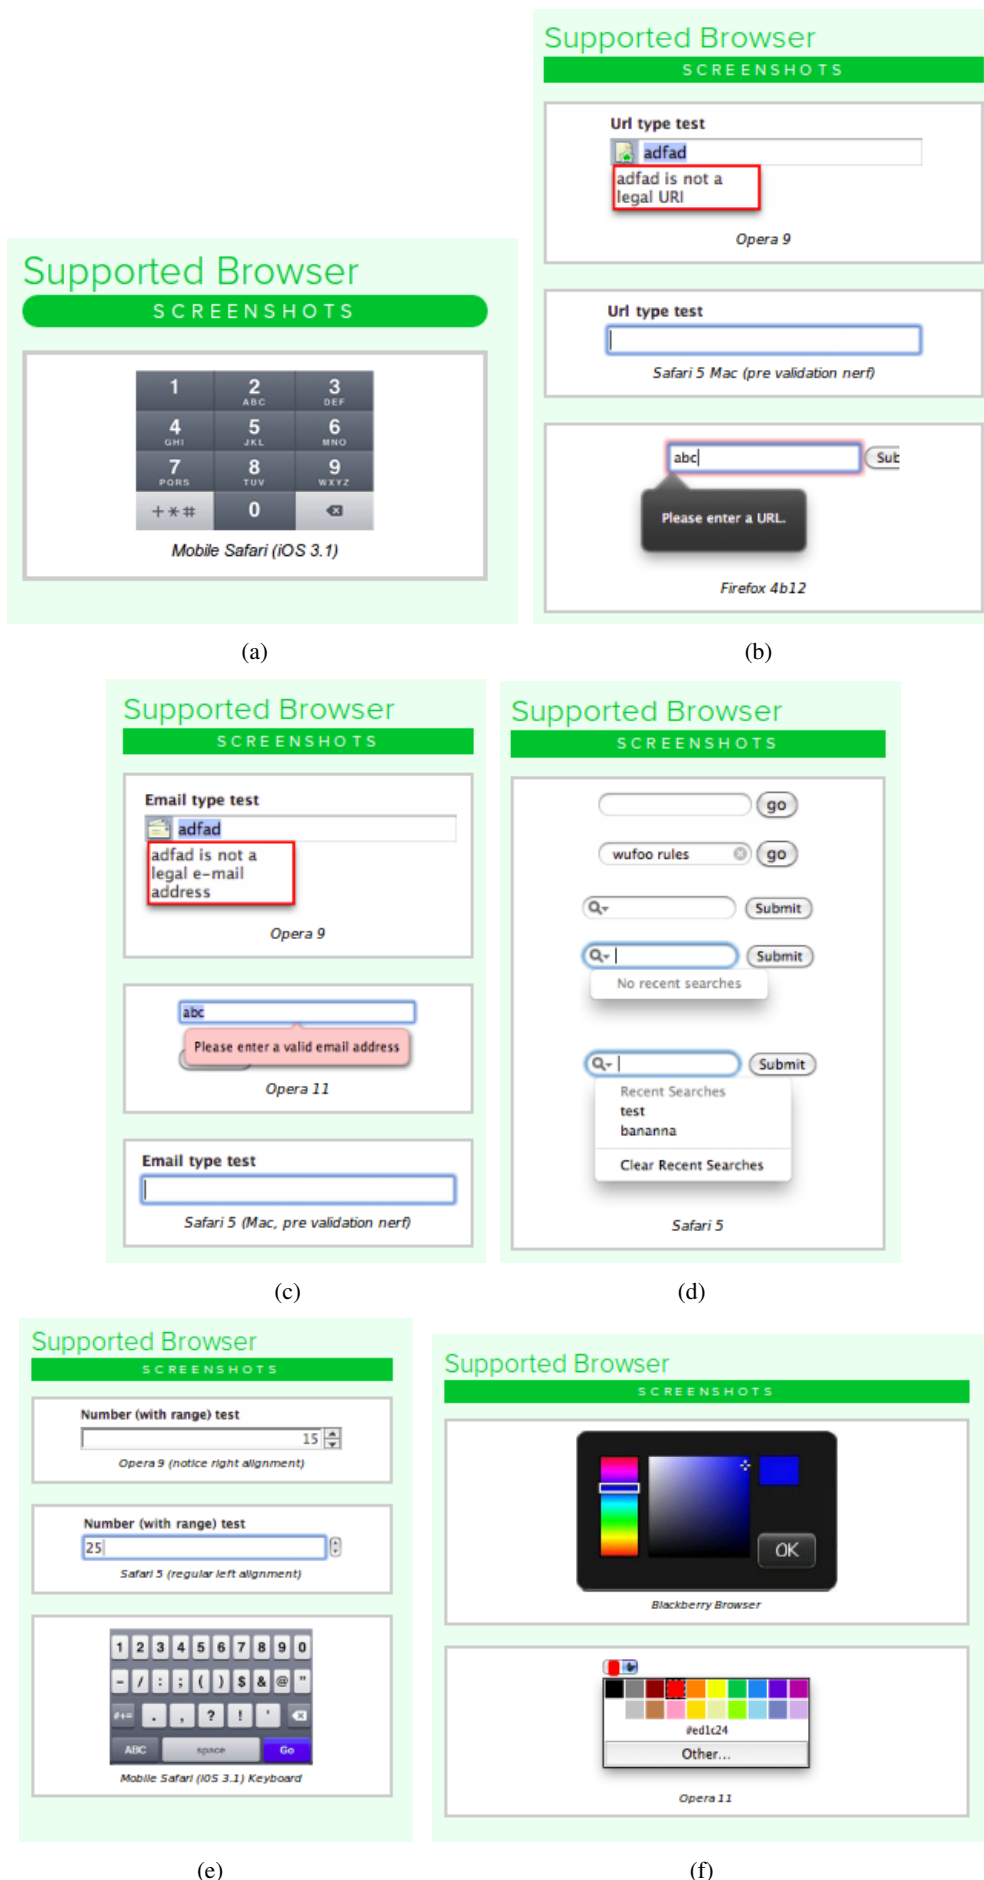 Supported Browser
SCREENSHOTS
1
2
ABC
3
DEF
4
GHI
5
JKL
6
MNO
7
PQRS
8
TUV
9
WXYZ
+*#
0
Mobile Safari (iOS 3.1)
(a)
Supported Browser
SCREENSHOTS
Url type test
adfad
adfad is not a
legal URI
Opera 9
Url type test
Safari 5 Mac (pre validation nerf)
abc
Sub
Please enter a URL.
Firefox 4b12
(b)
Supported Browser
SCREENSHOTS
Email type test
adfad
adfad is not a
legal e-mail
address
Opera 9
abc
Please enter a valid email address
Opera 11
Email type test
Safari 5 (Mac, pre validation nerf)
(c)
Supported Browser
SCREENSHOTS
go
wufoo rules
go
Submit
Submit
No recent searches
Submit
Recent Searches
test
bananna
Clear Recent Searches
Safari 5
(d)
Supported Browser
SCREENSHOTS
Number (with range) test
15
Opera 9 (notice right alignment)
Number (with range) test
25
Safari 5 (regular left alignment)
1 2 3 4 5 6 7 8 9 0
- / : ; ( ) $ & @ "
#+= . , ? ! '
ABC space Go
Mobile Safari (iOS 3.1) Keyboard
(e)
Supported Browser
SCREENSHOTS
OK
Blackberry Browser
#ed1c24
Other...
Opera 11
(f)